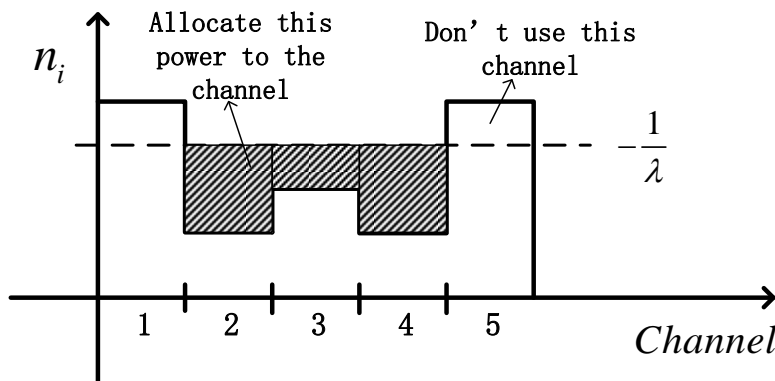 Allocate this
power to the
channel
Don't use this
channel
n_i
-1/λ
1 2 3 4 5
Channel